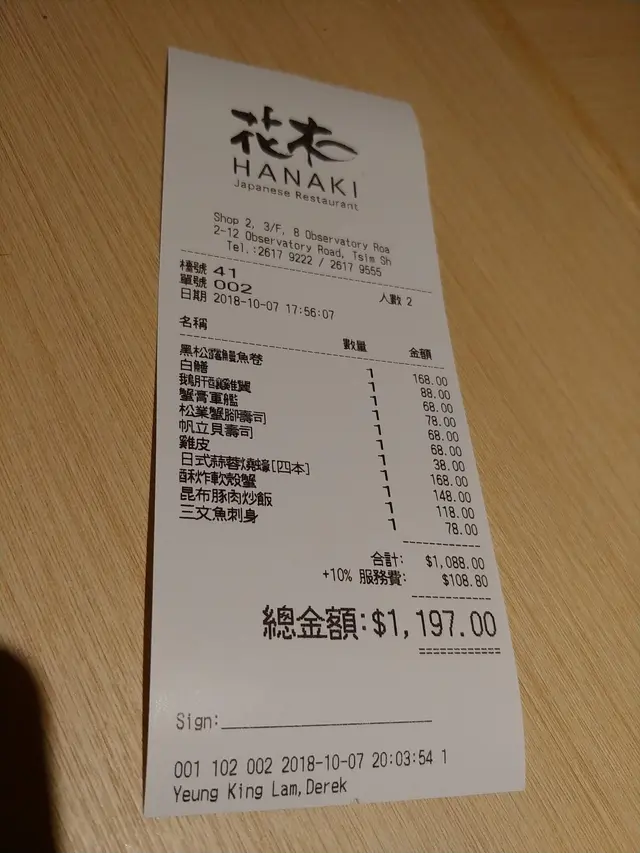 花木
HANAKI
Japanese Restaurant
Shop 2, 3/F, 8 Observatory Roa
2-12 Observatory Road, Tsim Sh
Tel.:2617 9222 / 2617 9555
檯號 41 人數 2
單號 002
日期 2018-10-07 17:56:07
名稱 數量 金額
黑松露鰻魚卷 1 168.00
白鱔 1 88.00
鵝肝釀雞翼 1 68.00
蟹膏軍艦 1 78.00
松葉蟹腳壽司 1 68.00
帆立貝壽司 1 68.00
雞皮 1 38.00
日式蒜蓉燒蠔[四本] 1 168.00
酥炸軟殼蟹 1 148.00
昆布豚肉炒飯 1 118.00
三文魚刺身 1 78.00
合計: $1,088.00
+10% 服務費: $108.80
總金額:$1,197.00
Sign:
001 102 002 2018-10-07 20:03:54 1
Yeung King Lam,Derek